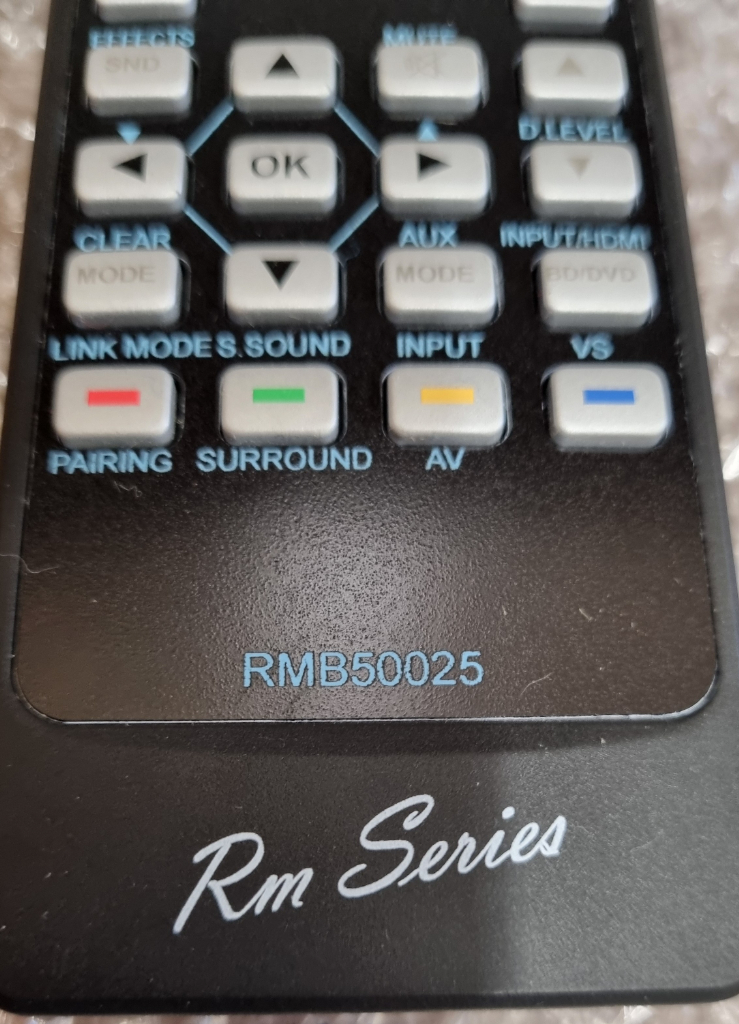 EFFECTS MUTE
SND
D.LEVEL
OK
CLEAR AUX INPUT/HDMI
MODE MODE BD/DVD
LINK MODE S.SOUND INPUT VS
PAIRING SURROUND AV
RMB50025
Rm Series